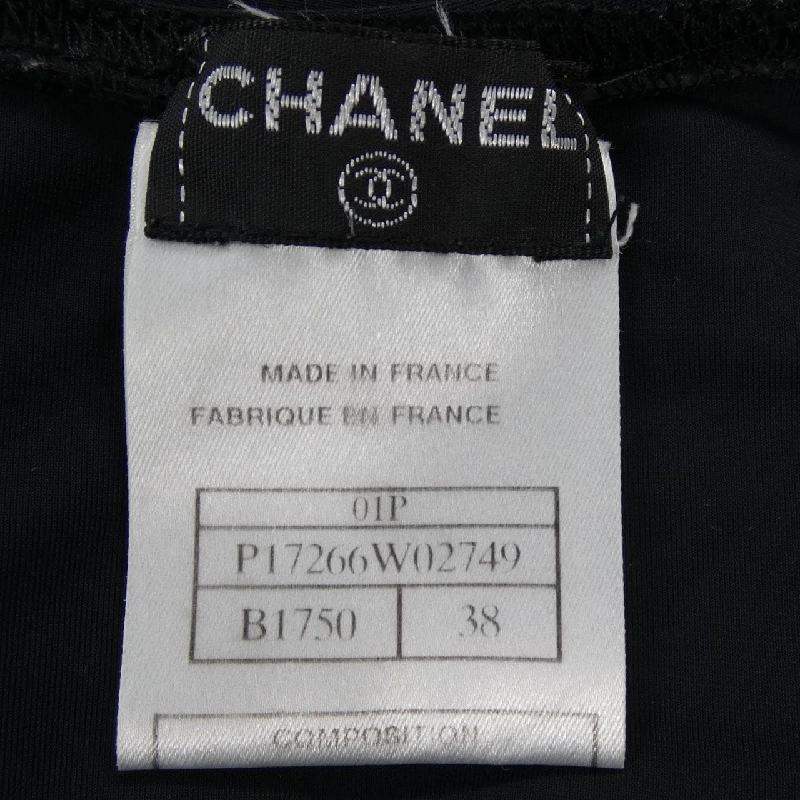 CHANEL
MADE IN FRANCE
FABRIQUE EN FRANCE
01P
P17266W02749
B1750 38
COMPOSITION